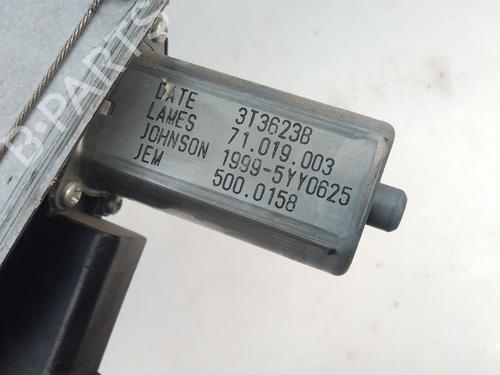 B-PARTS
DATE 3T3623B
LAMES 71.019.003
JOHNSON 1999-5YY0625
JEM 500.0158